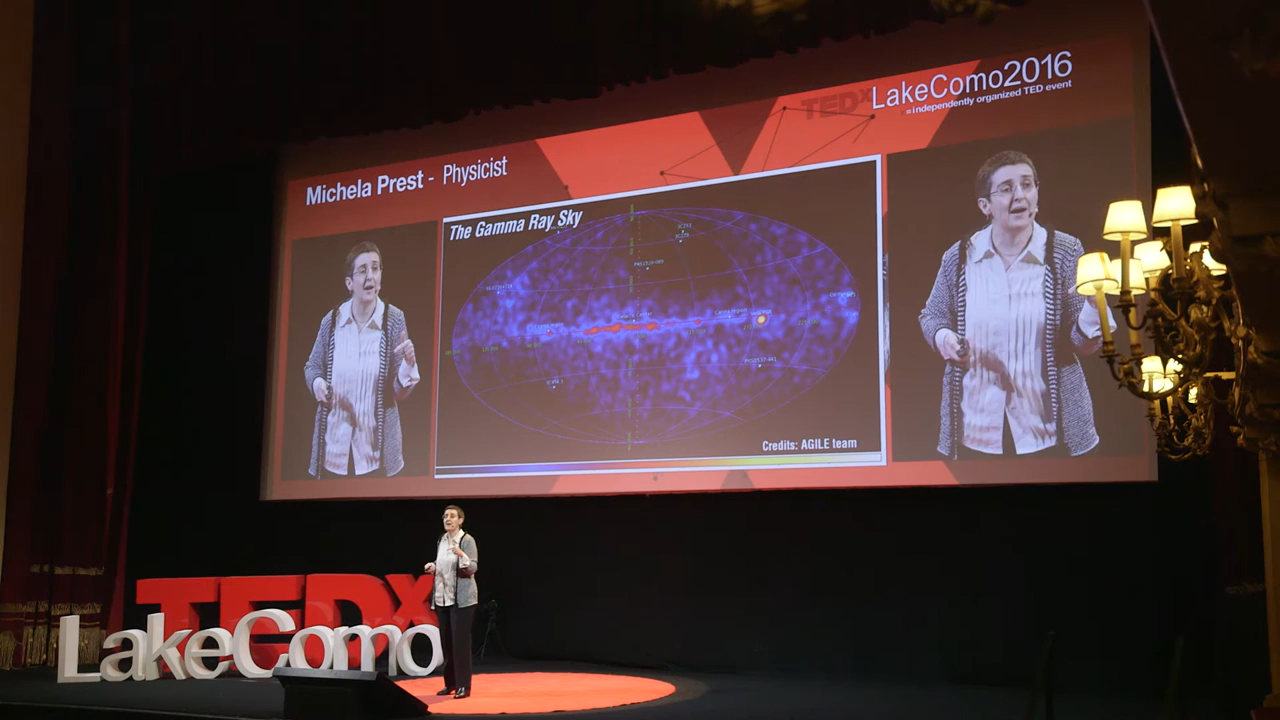 TEDx
LakeComo2016
= independently organized TED event
Michela Prest - Physicist
The Gamma Ray Sky
Credits: AGILE team
TEDx
LakeComo